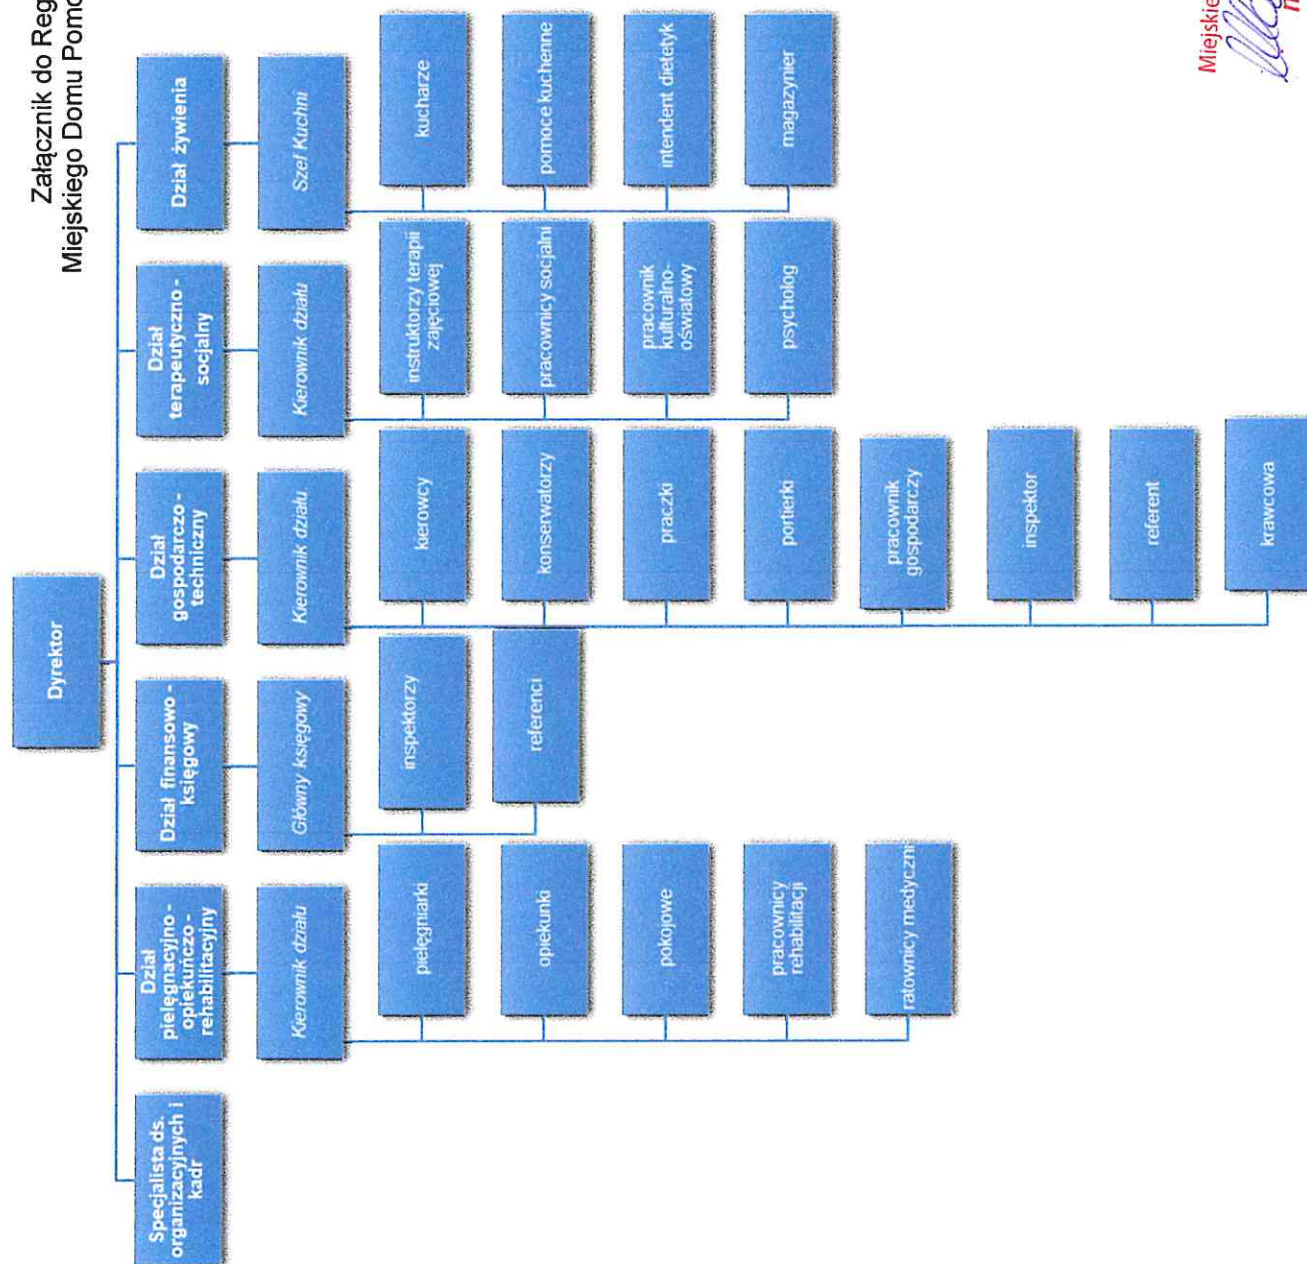 Załącznik do Reg
Miejskiego Domu Pomo
Dyrektor
Specjalista ds.
organizacyjnych i
kadr
Dział
pielęgnacyjno -
opiekuńczo -
rehabilitacyjny
Kierownik działu
pielęgniarki
opiekunki
pokojowe
pracownicy
rehabilitacji
ratownicy medyczni
Dział finansowo -
księgowy
Główny księgowy
inspektorzy
referenci
Dział
gospodarczo -
techniczny
Kierownik działu
kierowcy
konserwatorzy
praczki
portierki
pracownik
gospodarczy
inspektor
referent
krawcowa
Dział
terapeutyczno -
socjalny
Kierownik działu
instruktorzy terapii
zajęciowej
pracownicy socjalni
pracownik
kulturalno-
oświatowy
psycholog
Dział żywienia
Szef Kuchni
kucharze
pomoce kuchenne
intendent dietetyk
magazynier
Miejskie